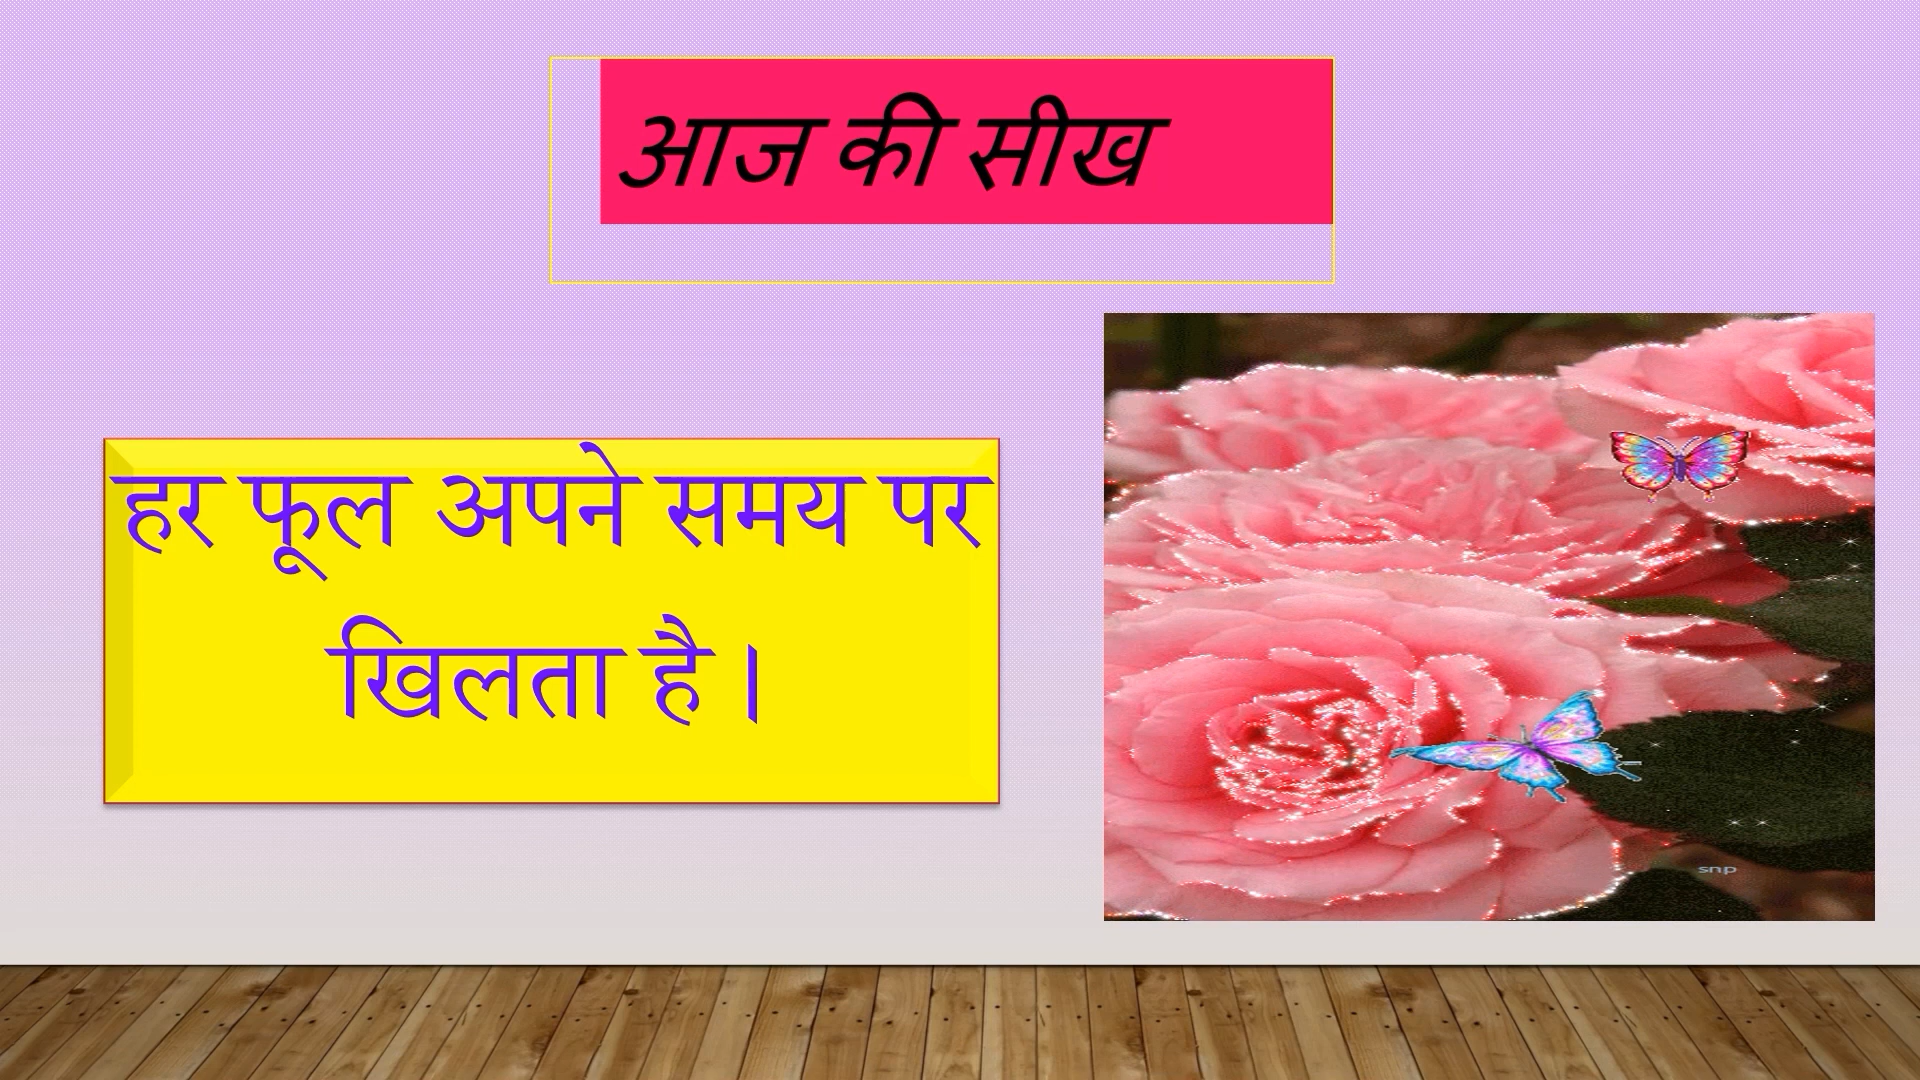 आज की सीख
हर फूल अपने समय पर
खिलता है ।
snp